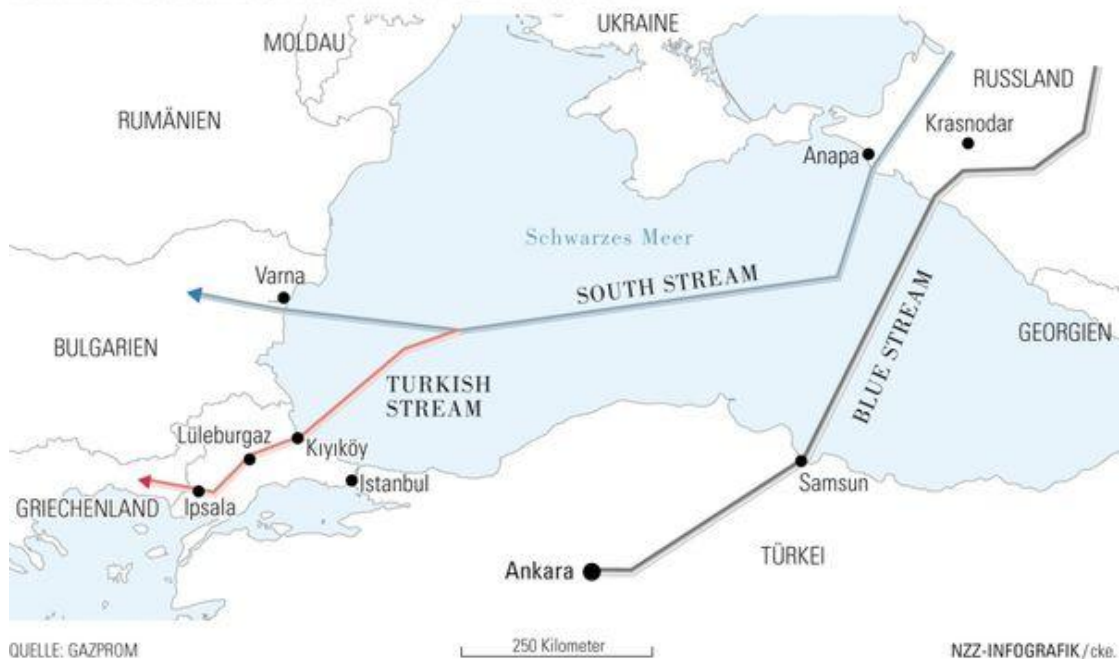 UKRAINE
MOLDAU
RUSSLAND
RUMÄNIEN
Krasnodar
Anapa
Schwarzes Meer
Varna
SOUTH STREAM
BULGARIEN
GEORGIEN
BLUE STREAM
TURKISH
STREAM
Lüleburgaz
Kıyıköy
Istanbul
Samsun
GRIECHENLAND
Ipsala
TÜRKEI
Ankara
QUELLE: GAZPROM
250 Kilometer
NZZ-INFOGRAFIK/cke.